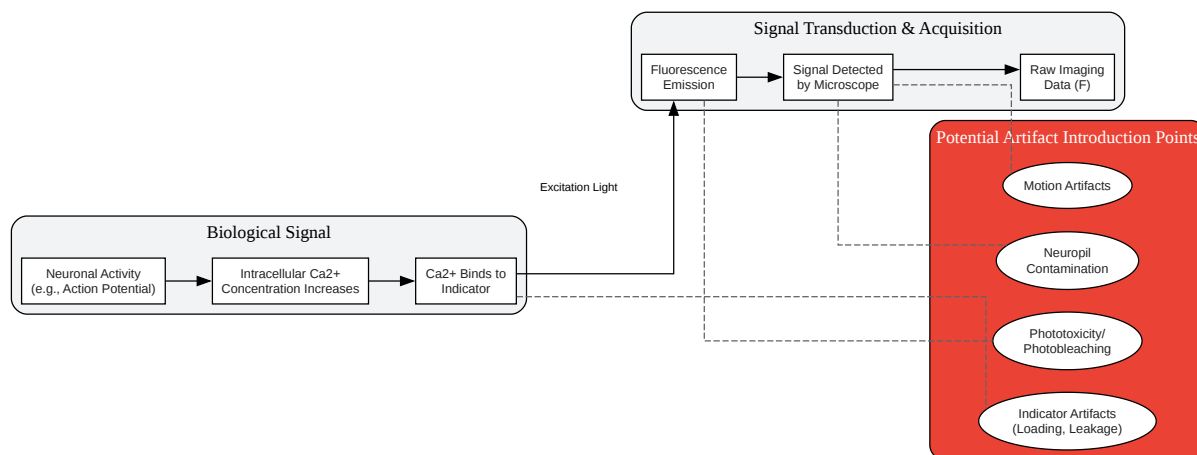 Signal Transduction & Acquisition
Fluorescence
Emission
Signal Detected
by Microscope
Raw Imaging
Data (F)
Potential Artifact Introduction Points
Motion Artifacts
Excitation Light
Biological Signal
Neuronal Activity
(e.g., Action Potential)
Intracellular Ca2+
Concentration Increases
Ca2+ Binds to
Indicator
Neuropil
Contamination
Phototoxicity/
Photobleaching
Indicator Artifacts
(Loading, Leakage)